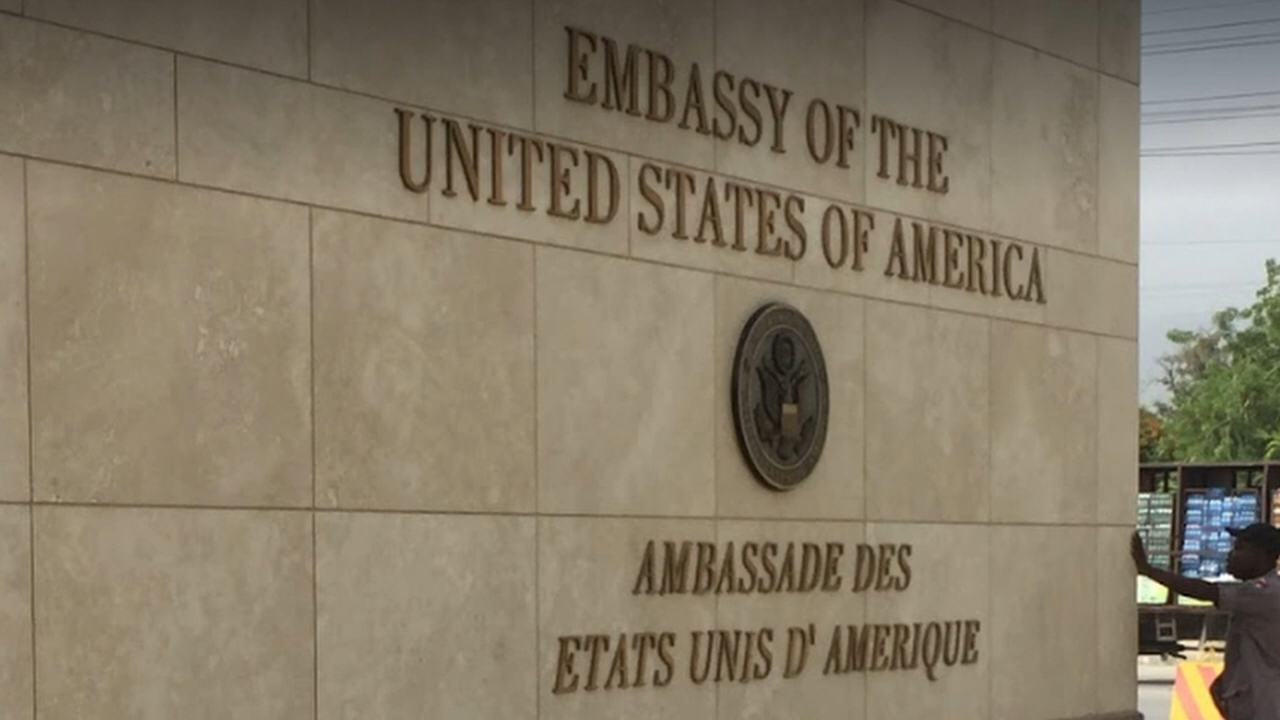 EMBASSY OF THE
UNITED STATES OF AMERICA
AMBASSADE DES
ETATS UNIS D' AMERIQUE